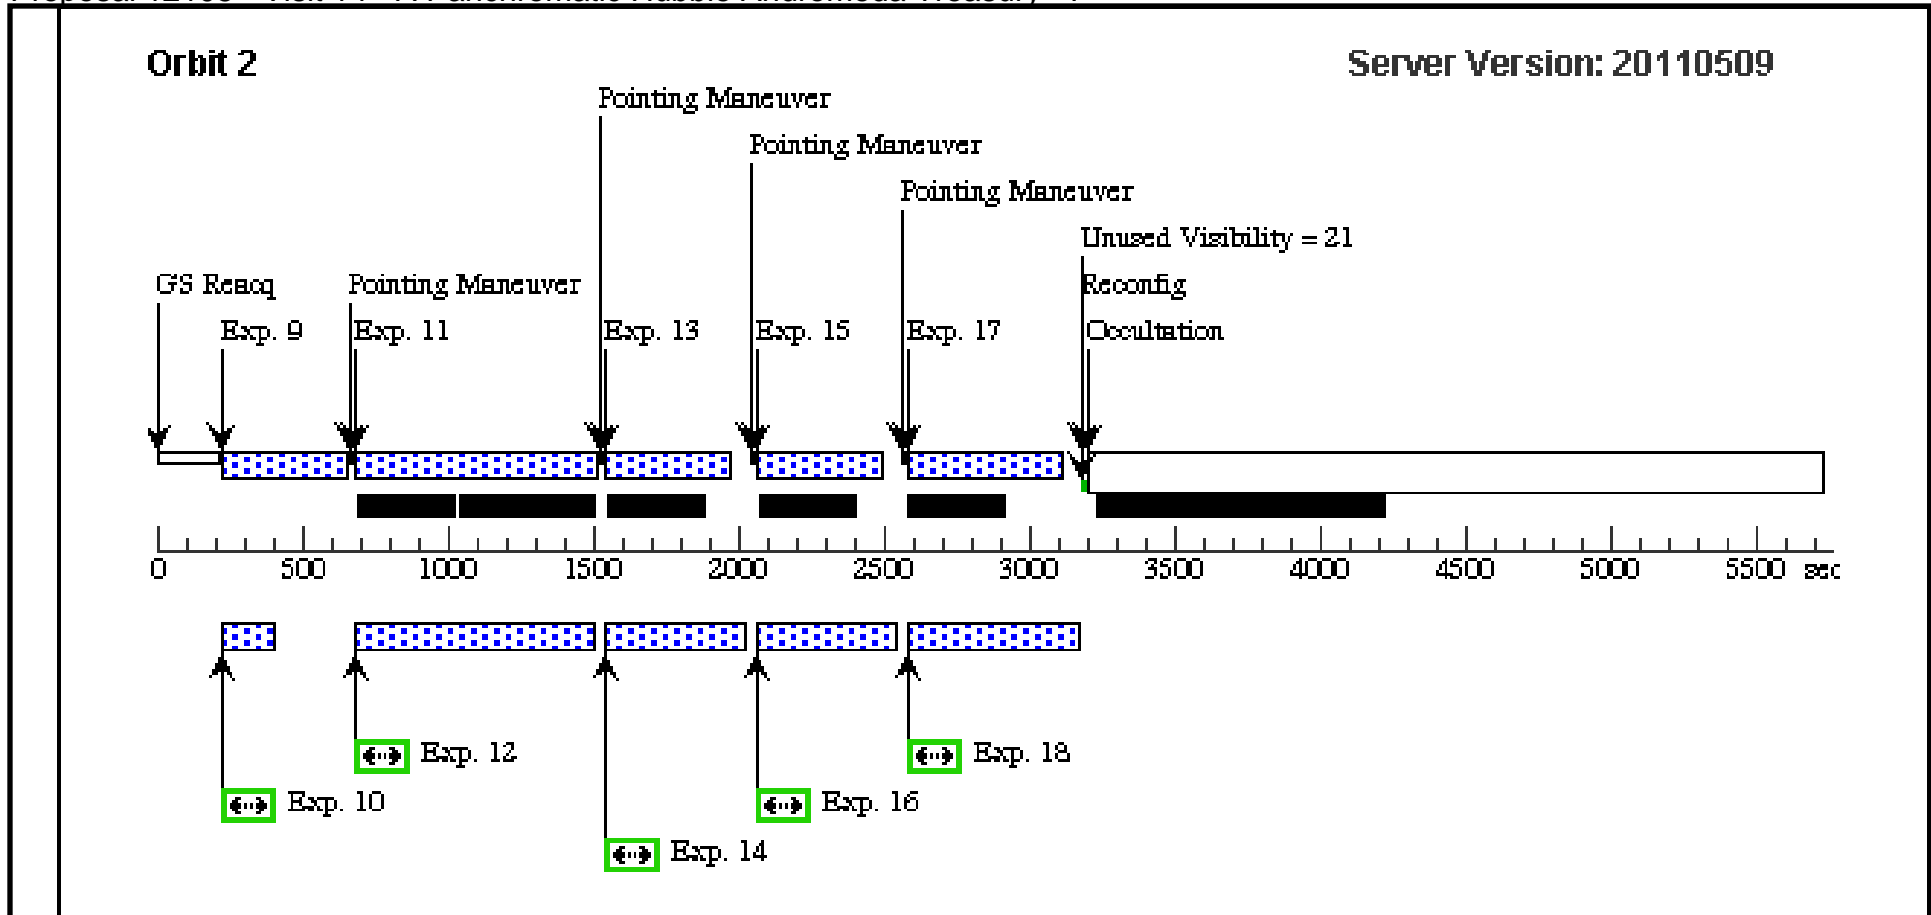 Orbit 2
Server Version: 20110509
Pointing Maneuver
Pointing Maneuver
Pointing Maneuver
Unused Visibility = 21
GS Reacq
Pointing Maneuver
Reconfig
Exp. 9
Exp. 11
Exp. 13
Exp. 15
Exp. 17
Occultation
0
500
1000
1500
2000
2500
3000
3500
4000
4500
5000
5500
sec
Exp. 12
Exp. 18
Exp. 10
Exp. 16
Exp. 14